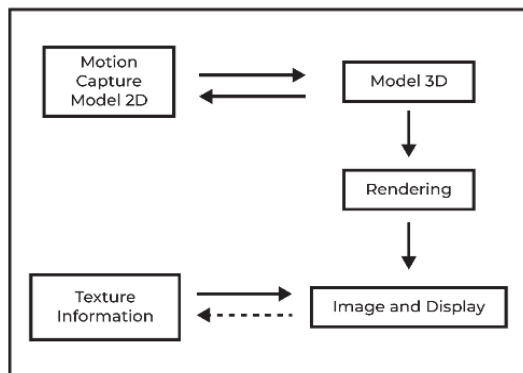 Motion
Capture
Model 2D
Model 3D
Rendering
Texture
Information
Image and Display